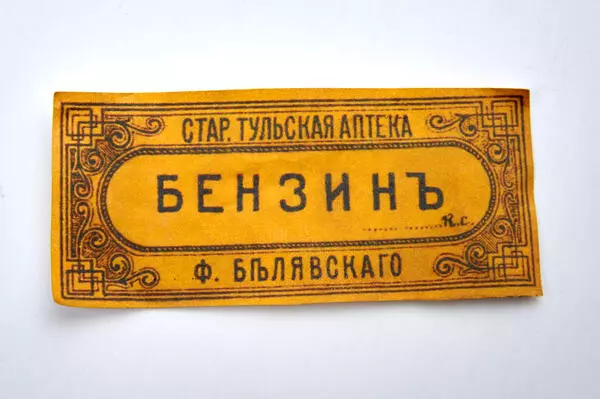 СТАР. ТУЛЬСКАЯ АПТЕКА
БЕНЗИНЪ
К.с.
Ф. БѢЛЯВСКАГО